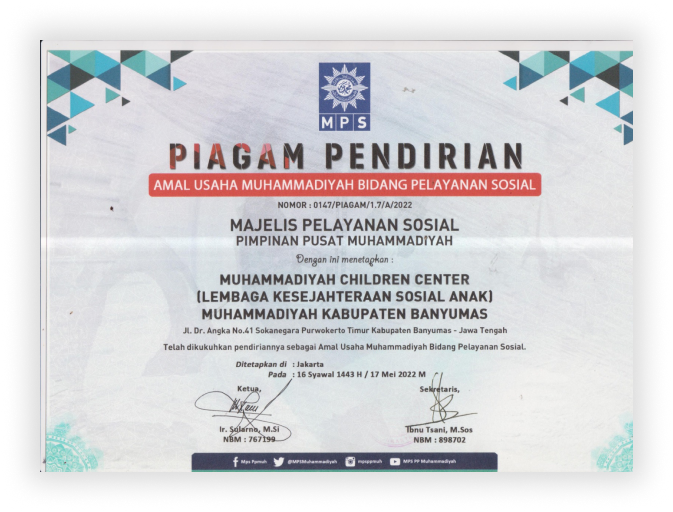 MPS
PIAGAM PENDIRIAN
AMAL USAHA MUHAMMADIYAH BIDANG PELAYANAN SOSIAL
NOMOR : 0147/PIAGAM/1.7/A/2022
MAJELIS PELAYANAN SOSIAL
PIMPINAN PUSAT MUHAMMADIYAH
Dengan ini menetapkan :
MUHAMMADIYAH CHILDREN CENTER
(LEMBAGA KESEJAHTERAAN SOSIAL ANAK)
MUHAMMADIYAH KABUPATEN BANYUMAS
Jl. Dr. Angka No.41 Sokanegara Purwokerto Timur Kabupaten Banyumas - Jawa Tengah
Telah dikukuhkan pendiriannya sebagai Amal Usaha Muhammadiyah Bidang Pelayanan Sosial.
Ditetapkan di : Jakarta
Pada : 16 Syawal 1443 H / 17 Mei 2022 M
Ketua, Sekretaris,
Ir. Sularno, M.Si Ibnu Tsani, M.Sos
NBM : 767199 NBM : 898702
Mps Ppmuh @MPSMuhammadiyah mpsppmuh MPS PP Muhammadiyah